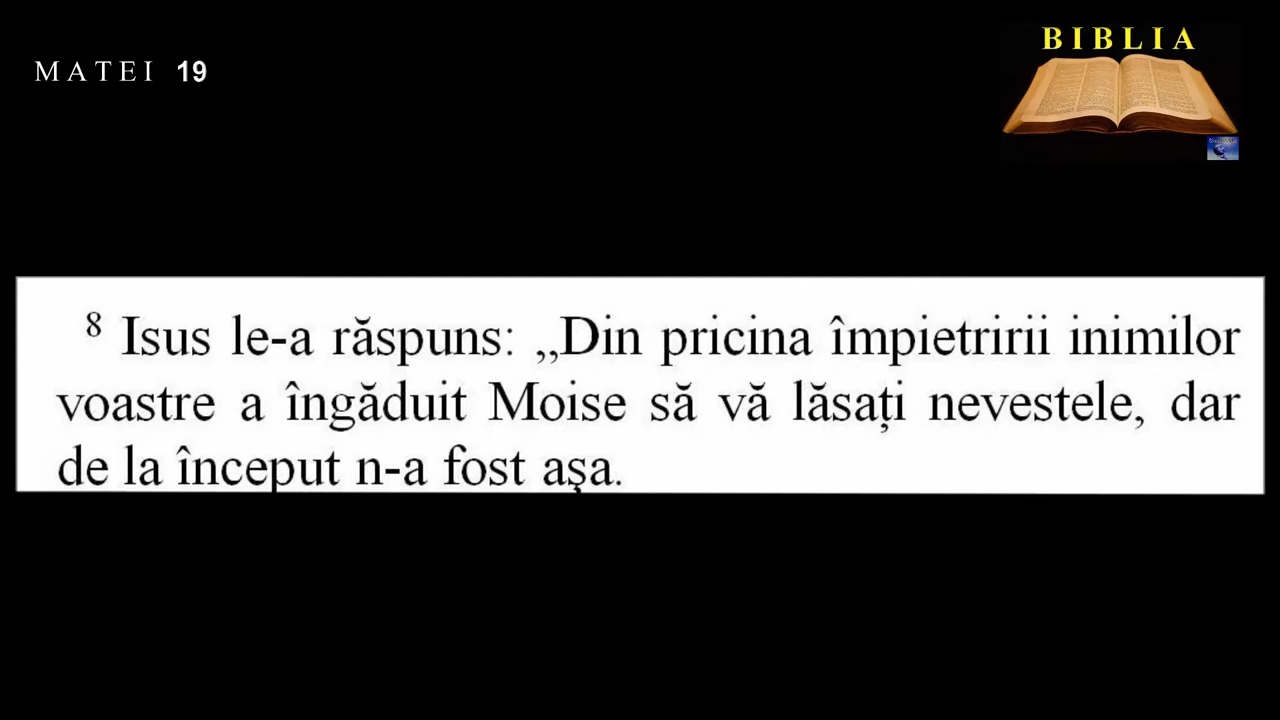 MATEI 19
BIBLIA
8 Isus le-a răspuns: „Din pricina împietririi inimilor
voastre a îngăduit Moise să vă lăsați nevestele, dar
de la început n-a fost aşa.